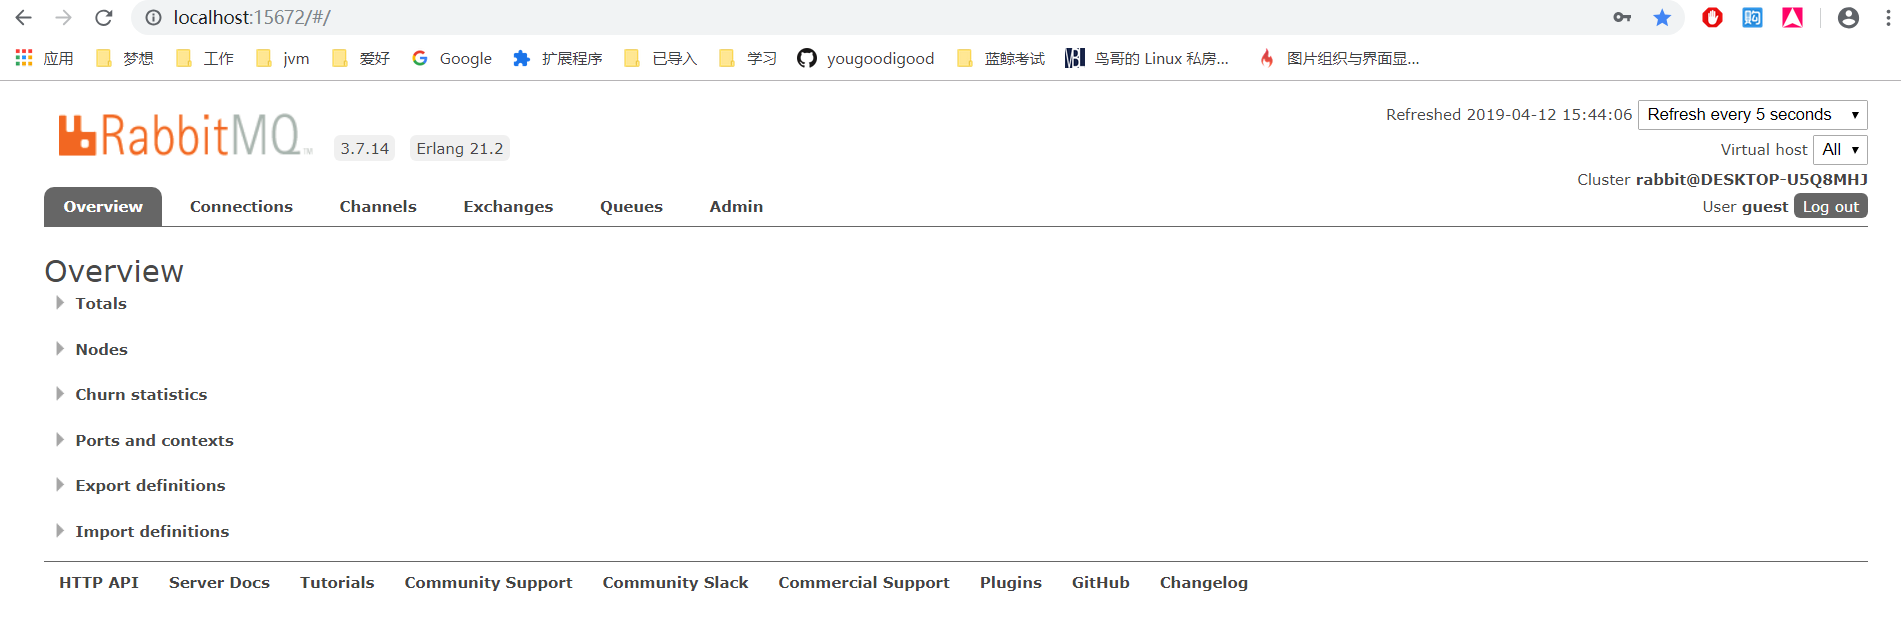 localhost:15672/#/
应用 梦想 工作 jvm 爱好 Google 扩展程序 已导入 学习 yougoodigood 蓝鲸考试 鸟哥的 Linux 私房... 图片组织与界面显...
购
RabbitMQ TM 3.7.14 Erlang 21.2
Refreshed 2019-04-12 15:44:06 Refresh every 5 seconds
Virtual host All
Cluster rabbit@DESKTOP-U5Q8MHJ
User guest Log out
Overview Connections Channels Exchanges Queues Admin
Overview
Totals
Nodes
Churn statistics
Ports and contexts
Export definitions
Import definitions
HTTP API Server Docs Tutorials Community Support Community Slack Commercial Support Plugins GitHub Changelog